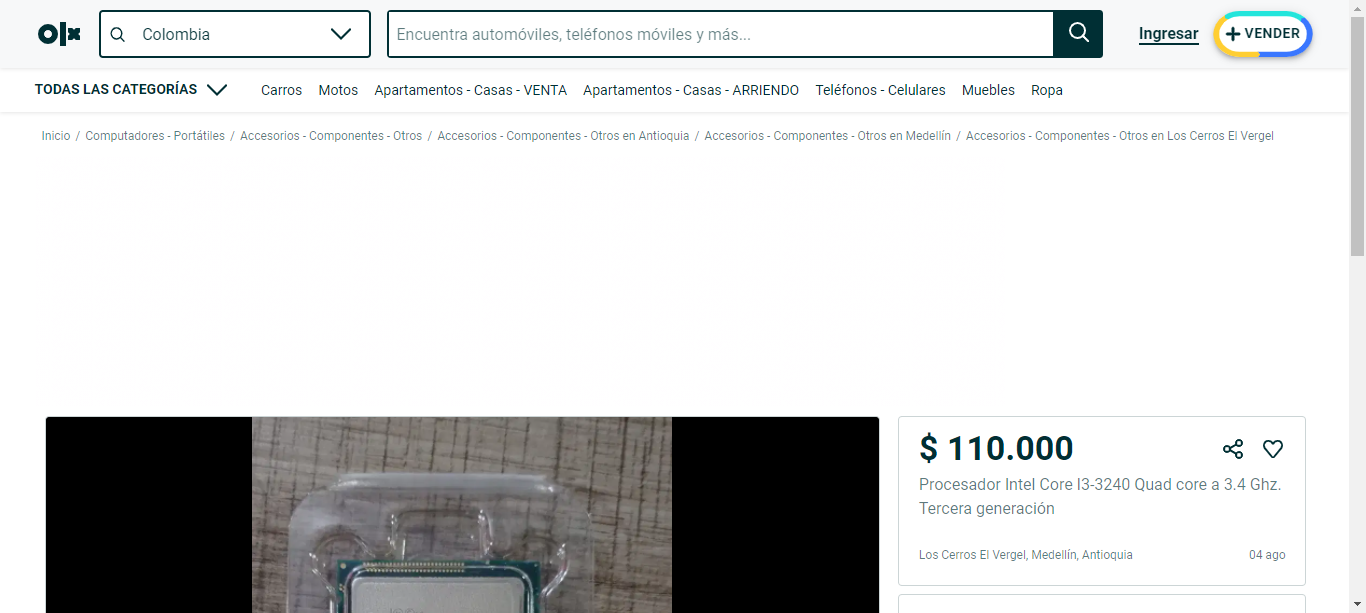 olx
Colombia
Encuentra automóviles, teléfonos móviles y más...
Ingresar
VENDER
TODAS LAS CATEGORÍAS
Carros
Motos
Apartamentos - Casas - VENTA
Apartamentos - Casas - ARRIENDO
Teléfonos - Celulares
Muebles
Ropa
Inicio / Computadores - Portátiles / Accesorios - Componentes - Otros / Accesorios - Componentes - Otros en Antioquia / Accesorios - Componentes - Otros en Medellín / Accesorios - Componentes - Otros en Los Cerros El Vergel
$ 110.000
Procesador Intel Core I3-3240 Quad core a 3.4 Ghz.
Tercera generación
Los Cerros El Vergel, Medellín, Antioquia
04 ago